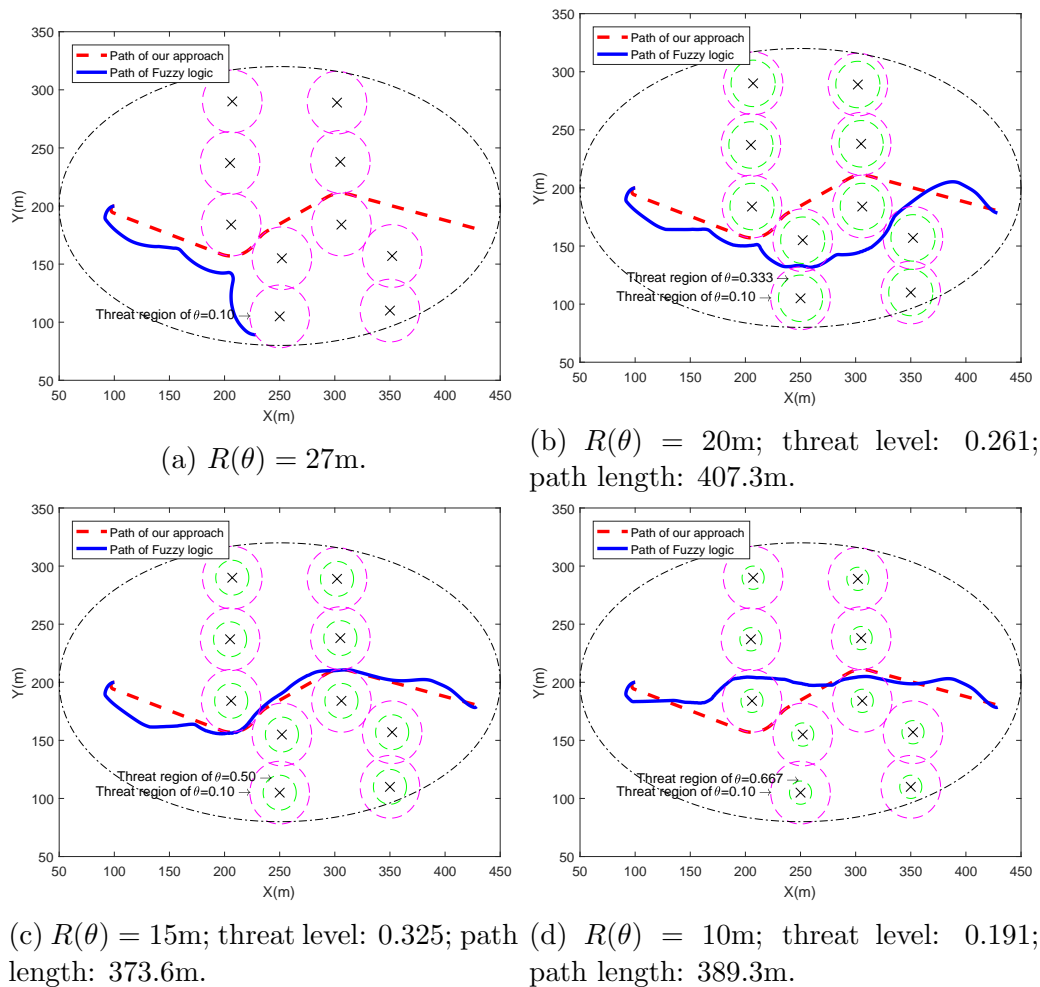 350
300
250
200
150
100
50
Y(m)
50 100 150 200 250 300 350 400 450
X(m)
Path of our approach
Path of Fuzzy logic
Threat region of θ=0.10→
(a) R(θ) = 27m.
350
300
250
200
150
100
50
Y(m)
50 100 150 200 250 300 350 400 450
X(m)
Path of our approach
Path of Fuzzy logic
Threat region of θ=0.333→
Threat region of θ=0.10→
(b) R(θ) = 20m; threat level: 0.261;
path length: 407.3m.
350
300
250
200
150
100
50
Y(m)
50 100 150 200 250 300 350 400 450
X(m)
Path of our approach
Path of Fuzzy logic
Threat region of θ=0.50→
Threat region of θ=0.10→
(c) R(θ) = 15m; threat level: 0.325; path
length: 373.6m.
350
300
250
200
150
100
50
Y(m)
50 100 150 200 250 300 350 400 450
X(m)
Path of our approach
Path of Fuzzy logic
Threat region of θ=0.667→
Threat region of θ=0.10→
(d) R(θ) = 10m; threat level: 0.191;
path length: 389.3m.